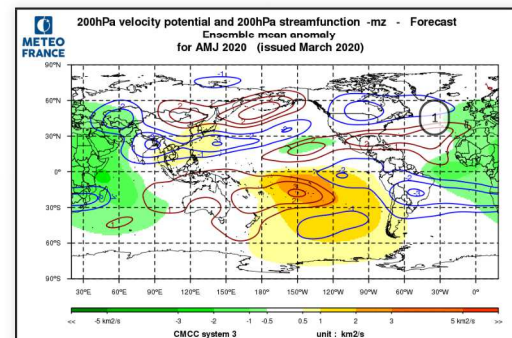 METEO
FRANCE
200hPa velocity potential and 200hPa streamfunction -mz - Forecast
Ensemble mean anomaly
for AMJ 2020 (issued March 2020)
90°N
60°N
30°N
0°
30°S
60°S
90°S
30°E 60°E 90°E 120°E 150°E 180° 150°W 120°W 90°W 60°W 30°W 0°
<< -5 km2/s -3 -2 -1 -0.5 0.5 1 2 3 5 km2/s >>
CMCC system 3 unit : km2/s